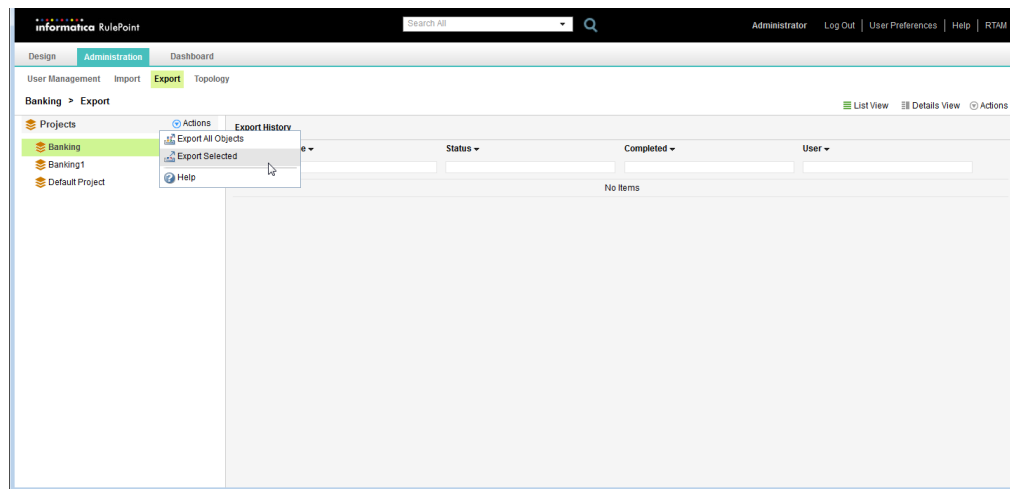 informatica RulePoint
Search All
Administrator Log Out | User Preferences | Help | RTAM
Design Administration Dashboard
User Management Import Export Topology
Banking > Export
List View Details View Actions
Projects Actions
Export History
Export All Objects
Export Selected
Help
Banking
Banking1
Default Project
Status Completed User
No Items